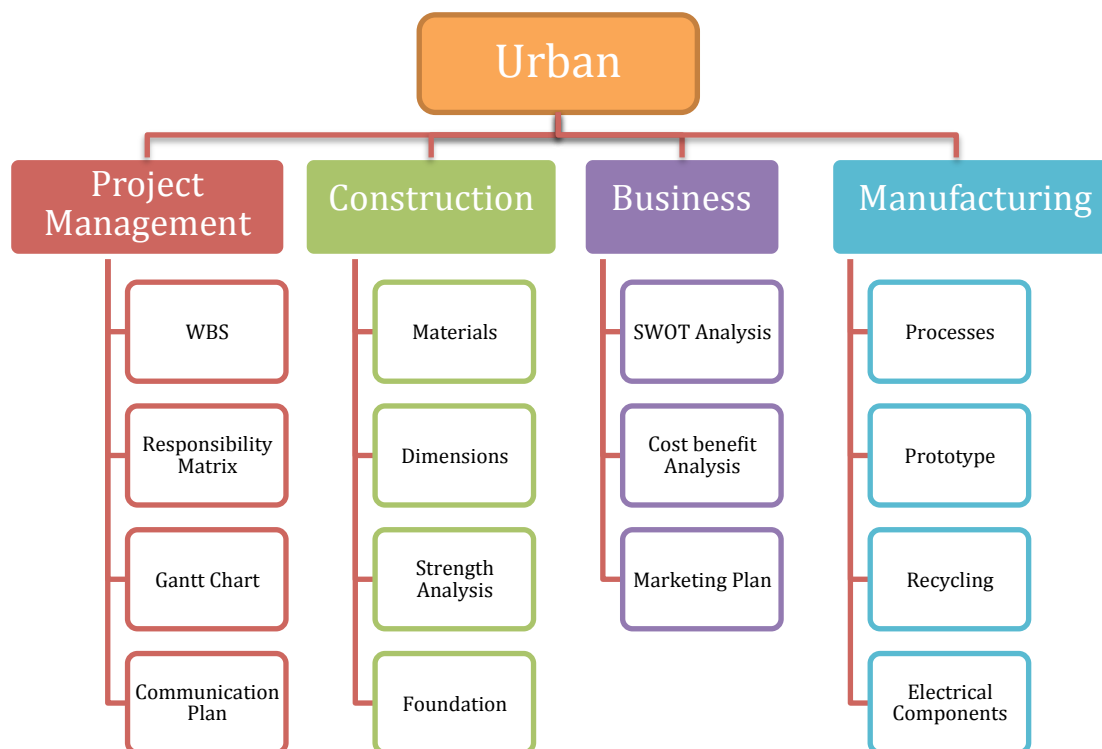 Urban
Project
Management
WBS
Responsibility
Matrix
Gantt Chart
Communication
Plan
Construction
Materials
Dimensions
Strength
Analysis
Foundation
Business
SWOT Analysis
Cost benefit
Analysis
Marketing Plan
Manufacturing
Processes
Prototype
Recycling
Electrical
Components